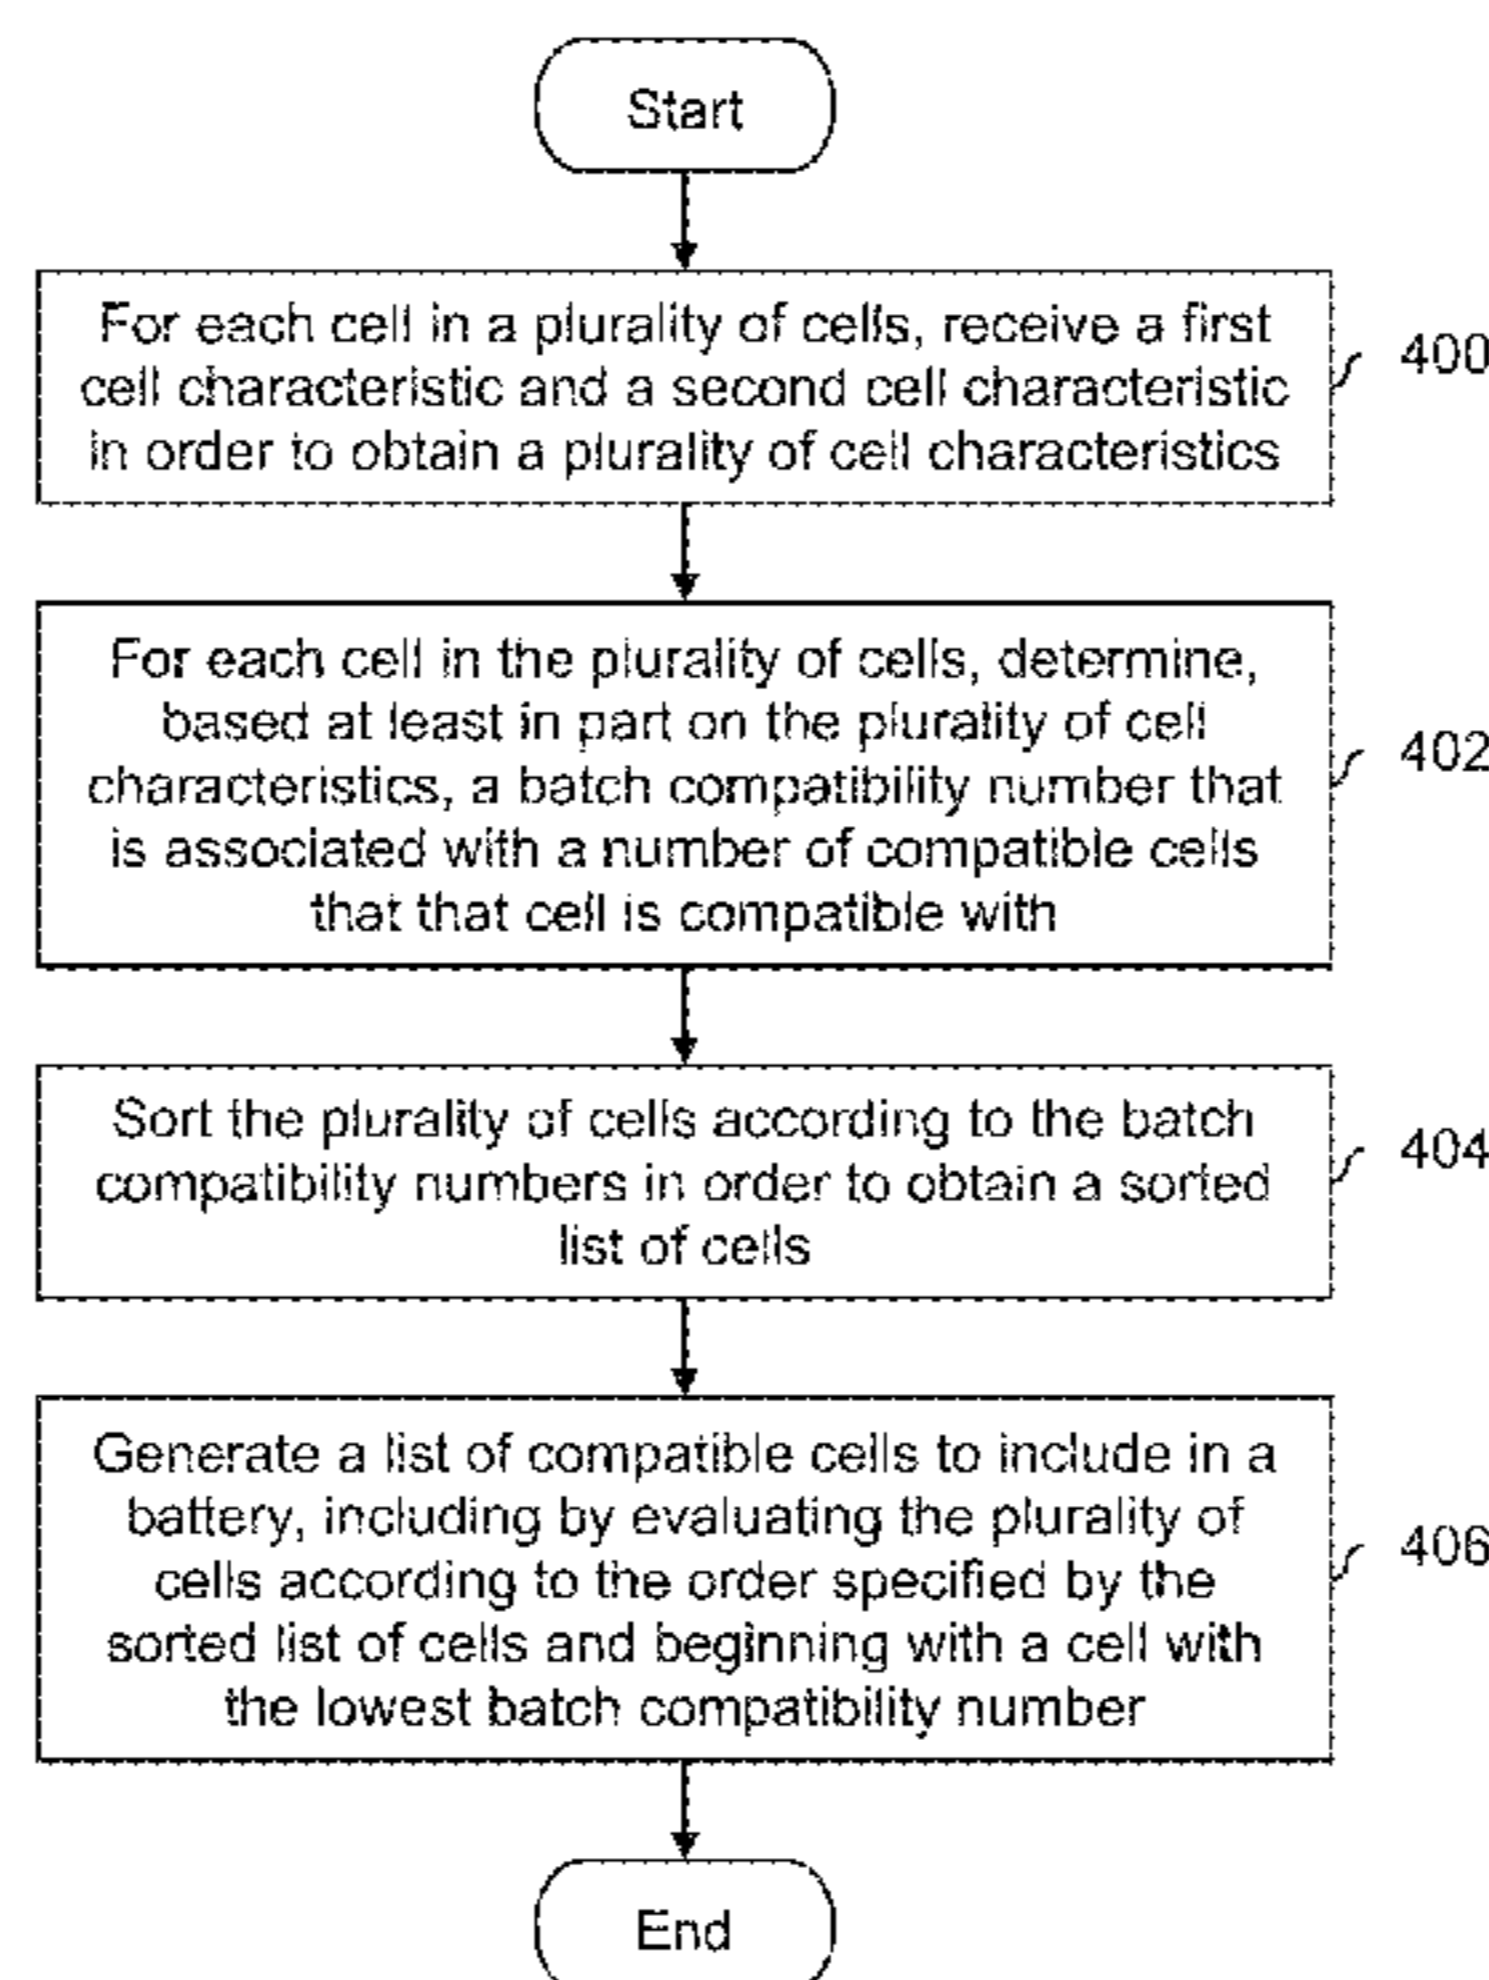 Start
For each cell in a plurality of cells, receive a first
cell characteristic and a second cell characteristic
in order to obtain a plurality of cell characteristics
400
For each cell in the plurality of cells, determine,
based at least in part on the plurality of cell
characteristics, a batch compatibility number that
is associated with a number of compatible cells
that that cell is compatible with
402
Sort the plurality of cells according to the batch
compatibility numbers in order to obtain a sorted
list of cells
404
Generate a list of compatible cells to include in a
battery, including by evaluating the plurality of
cells according to the order specified by the
sorted list of cells and beginning with a cell with
the lowest batch compatibility number
406
End